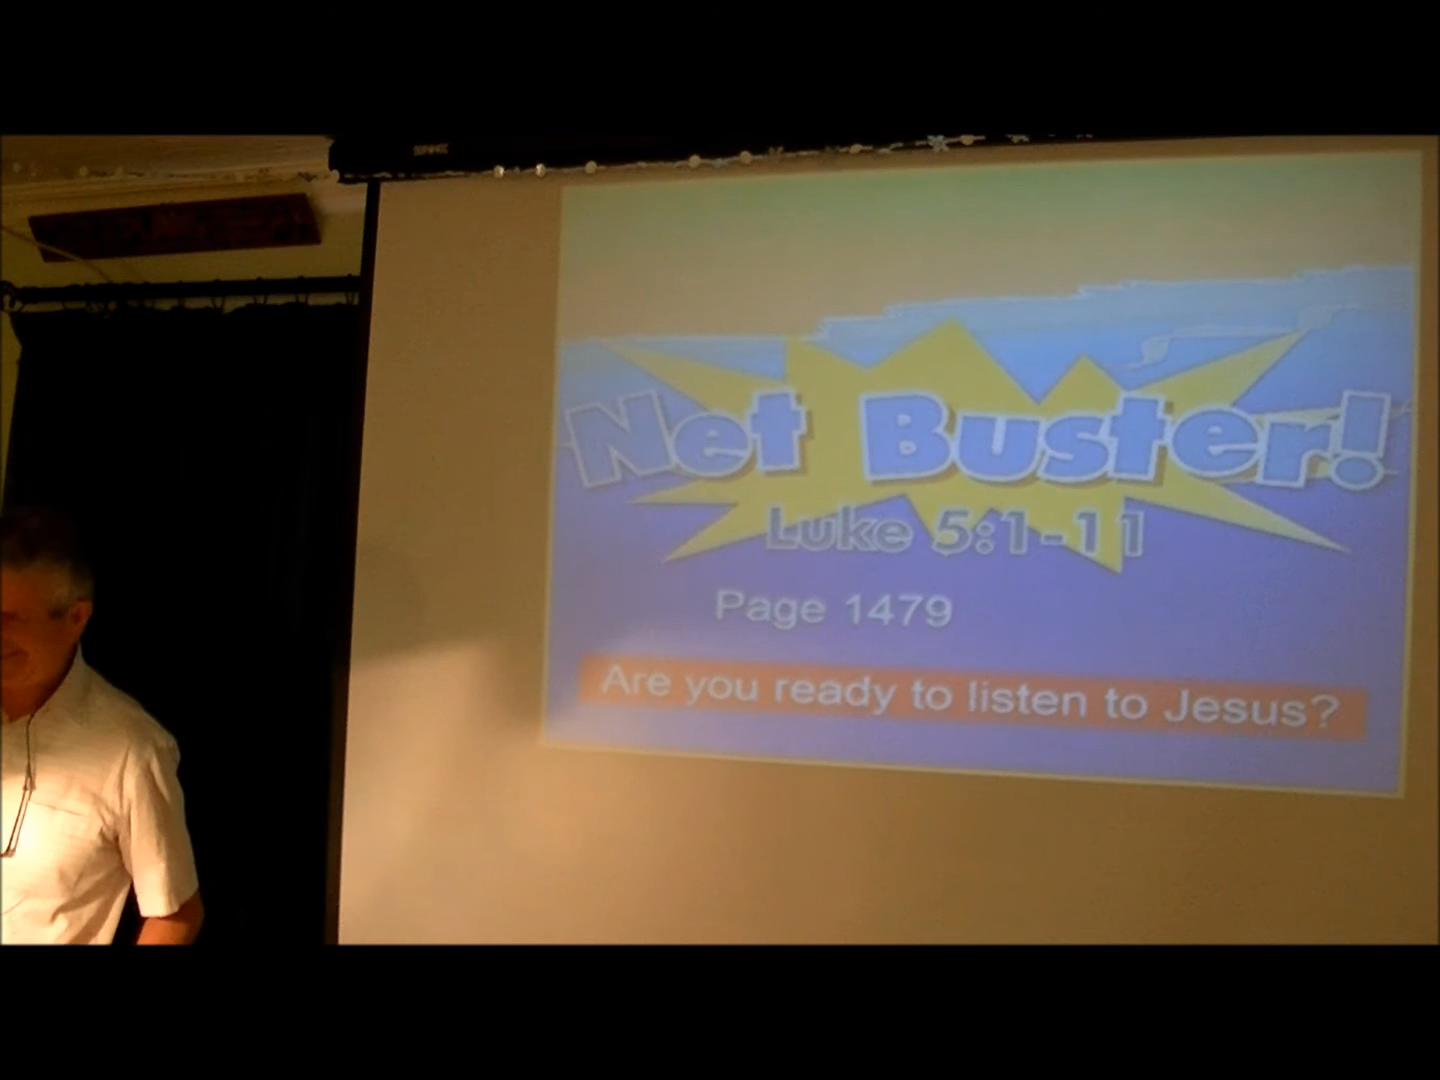 Net Buster!
Luke 5:1-11
Page 1479
Are you ready to listen to Jesus?